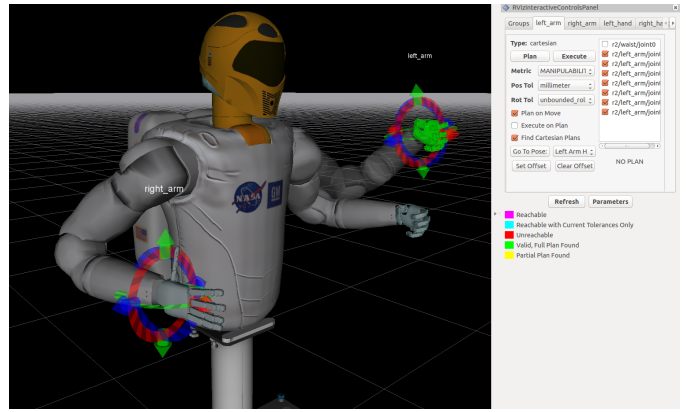 RVizInteractiveControlsPanel
Groups left_arm right_arm left_hand right_ha
Type: cartesian
Plan Execute
Metric MANIPULABILIT
Pos Tol millimeter
Rot Tol unbounded_rol
Plan on Move
Execute on Plan
Find Cartesian Plans
Go To Pose: Left Arm H
Set Offset Clear Offset
r2/waist/joint0
r2/left_arm/joint
r2/left_arm/joint
r2/left_arm/joint
r2/left_arm/joint
r2/left_arm/joint
r2/left_arm/joint
r2/left_arm/joint
NO PLAN
Refresh Parameters
Reachable
Reachable with Current Tolerances Only
Unreachable
Valid, Full Plan Found
Partial Plan Found
left_arm
right_arm
NASA
GM